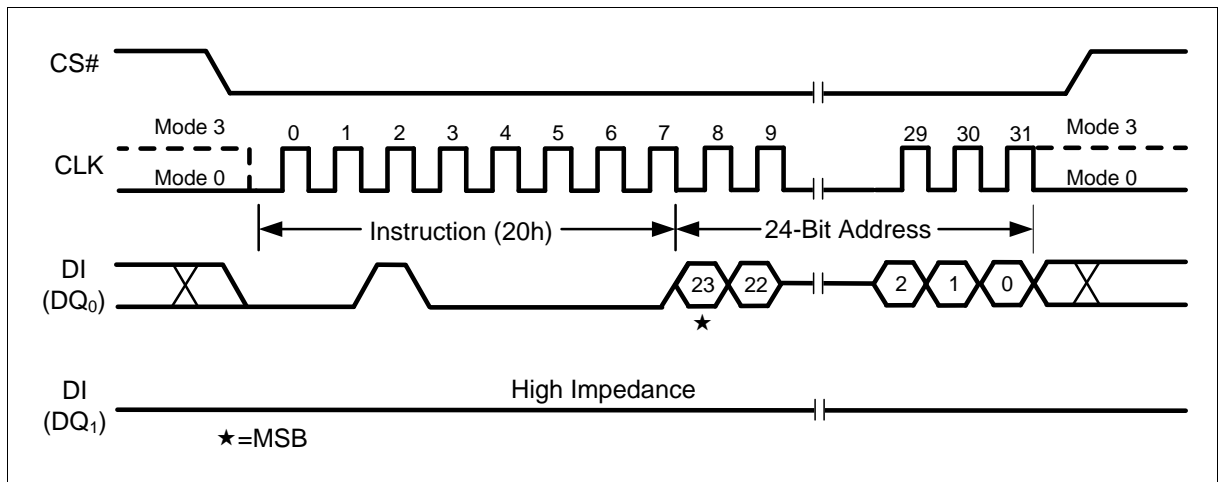 CS#
Mode 3
0 1 2 3 4 5 6 7 8 9 29 30 31
Mode 3
CLK
Mode 0
Mode 0
Instruction (20h)
24-Bit Address
DI
(DQ0)
23 22 2 1 0
★
DI
(DQ1)
High Impedance
★=MSB